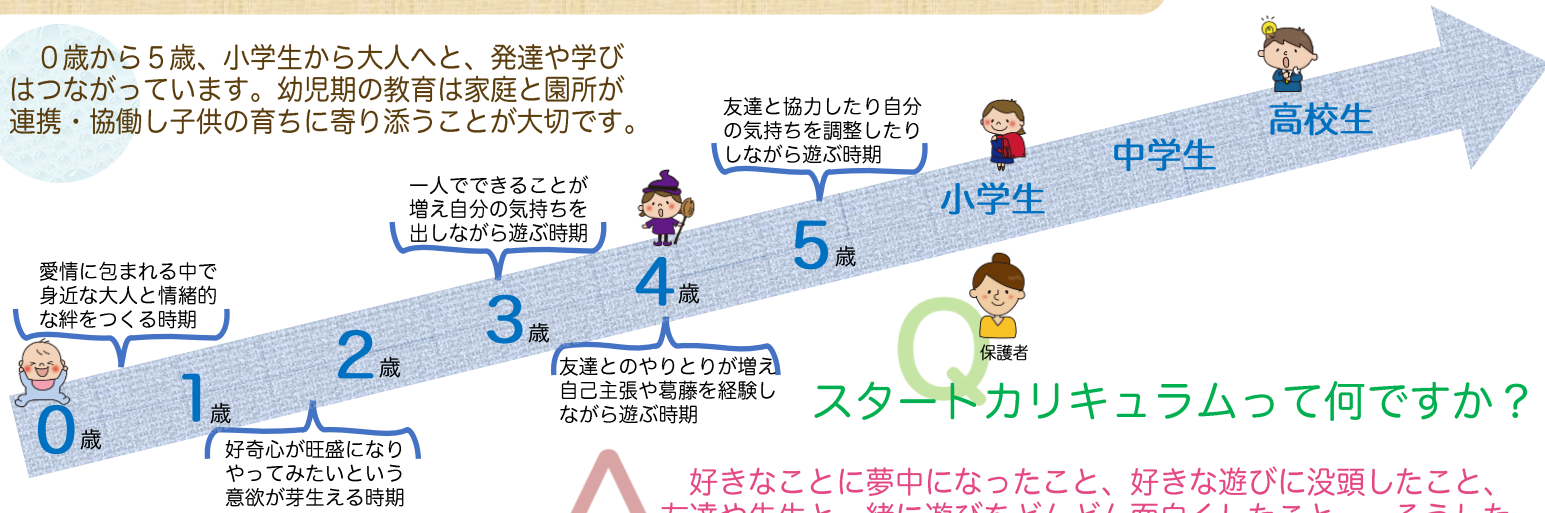 ０歳から５歳、小学生から大人へと、発達や学び
はつながっています。幼児期の教育は家庭と園所が
連携・協働し子供の育ちに寄り添うことが大切です。
友達と協力したり自分
の気持ちを調整したり
しながら遊ぶ時期
一人でできることが
増え自分の気持ちを
出しながら遊ぶ時期
愛情に包まれる中で
身近な大人と情緒的
な絆をつくる時期
0歳
1歳
2歳
3歳
4歳
5歳
小学生
中学生
高校生
好奇心が旺盛になり
やってみたいという
意欲が芽生える時期
友達とのやりとりが増え
自己主張や葛藤を経験し
ながら遊ぶ時期
Q
保護者
スタートカリキュラムって何ですか？
A
好きなことに夢中になったこと、好きな遊びに没頭したこと、